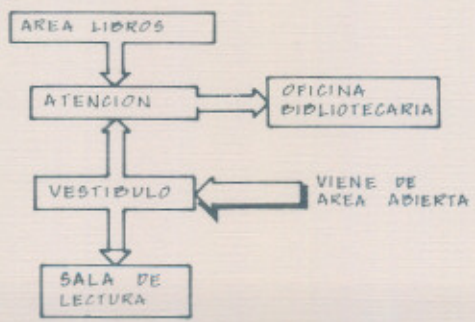 AREA LIBROS
ATENCION
OFICINA
BIBLIOTECARIA
VESTIBULO
VIENE DE
AREA ABIERTA
SALA DE
LECTURA